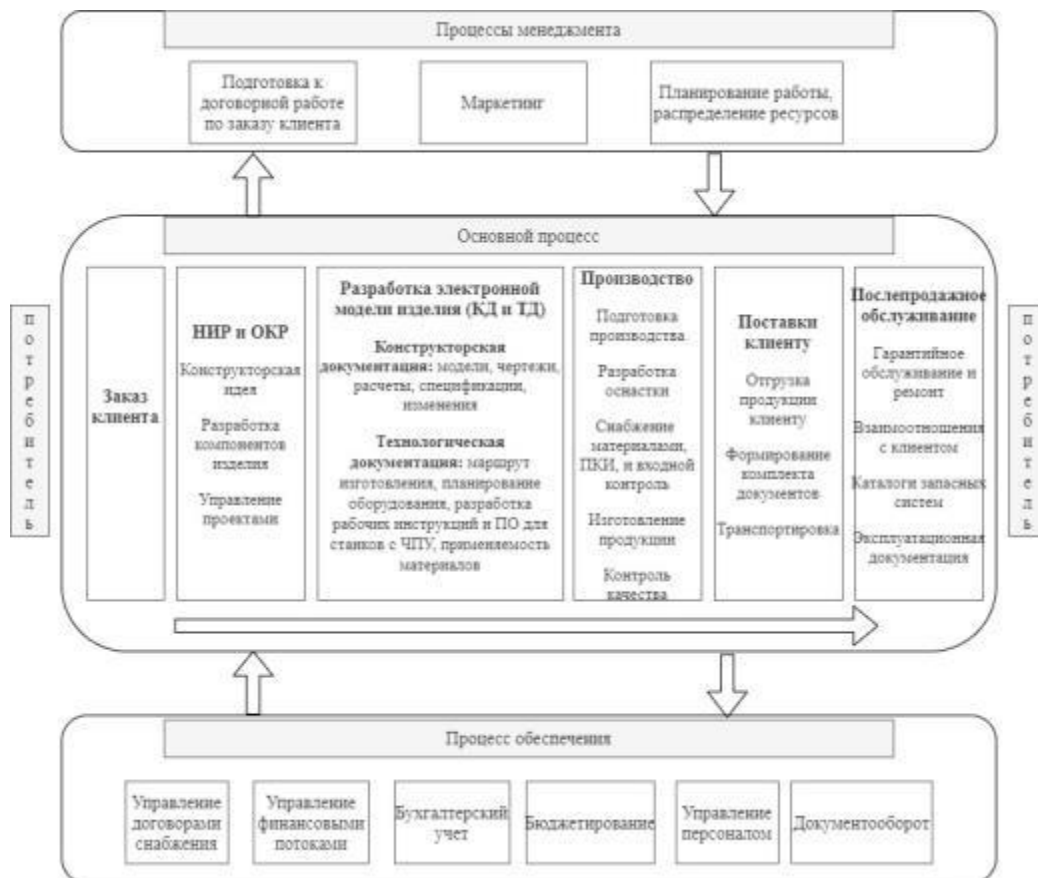 Процессы менеджмента
Подготовка к
договорной работе
по заказу клиента
Маркетинг
Планирование работы,
распределение ресурсов
Основной процесс
потребитель
Заказ
клиента
НИР и ОКР
Конструкторская
идея
Разработка
компонентов
изделия
Управление
проектами
Разработка электронной
модели изделия (КД и ТД)
Конструкторская
документация: модели, чертежи,
расчеты, спецификации,
изменения
Технологическая
документация: маршрут
изготовления, планирование
оборудования, разработка
рабочих инструкций и ПО для
станков с ЧПУ, применяемость
материалов
Производство
Подготовка
производства
Разработка
оснастки
Снабжение
материалами,
ПКИ, и входной
контроль
Изготовление
продукции
Контроль
качества
Поставки
клиенту
Отгрузка
продукции
клиенту
Формирование
комплекта
документов
Транспортировка
Послепродажное
обслуживание
Гарантийное
обслуживание и
ремонт
Взаимоотношения
с клиентом
Каталоги запасных
систем
Эксплуатационная
документация
потребитель
Процесс обеспечения
Управление
договорами
снабжения
Управление
финансовыми
потоками
Бухгалтерский
учет
Бюджетирование
Управление
персоналом
Документооборот